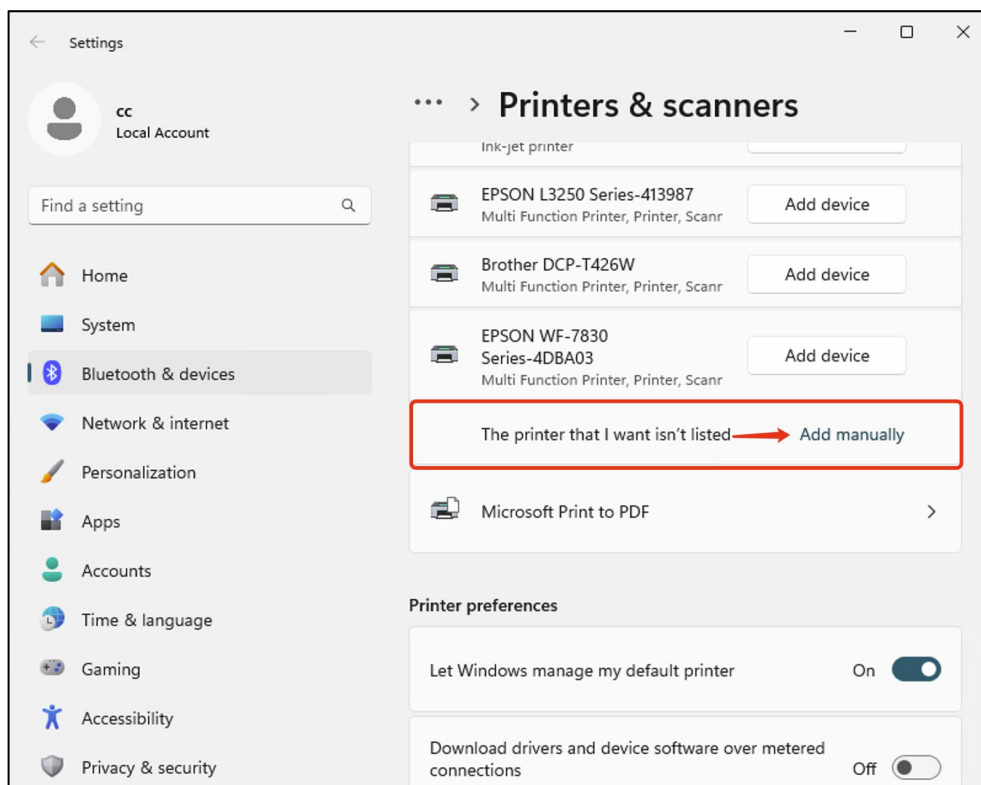 Settings
cc
Local Account
Find a setting
Home
System
Bluetooth & devices
Network & internet
Personalization
Apps
Accounts
Time & language
Gaming
Accessibility
Privacy & security
Printers & scanners
Ink-jet printer
EPSON L3250 Series-413987
Multi Function Printer, Printer, Scanr
Add device
Brother DCP-T426W
Multi Function Printer, Printer, Scanr
Add device
EPSON WF-7830
Series-4DBA03
Multi Function Printer, Printer, Scanr
Add device
The printer that I want isn't listed Add manually
Microsoft Print to PDF
Printer preferences
Let Windows manage my default printer On
Download drivers and device software over metered
connections Off